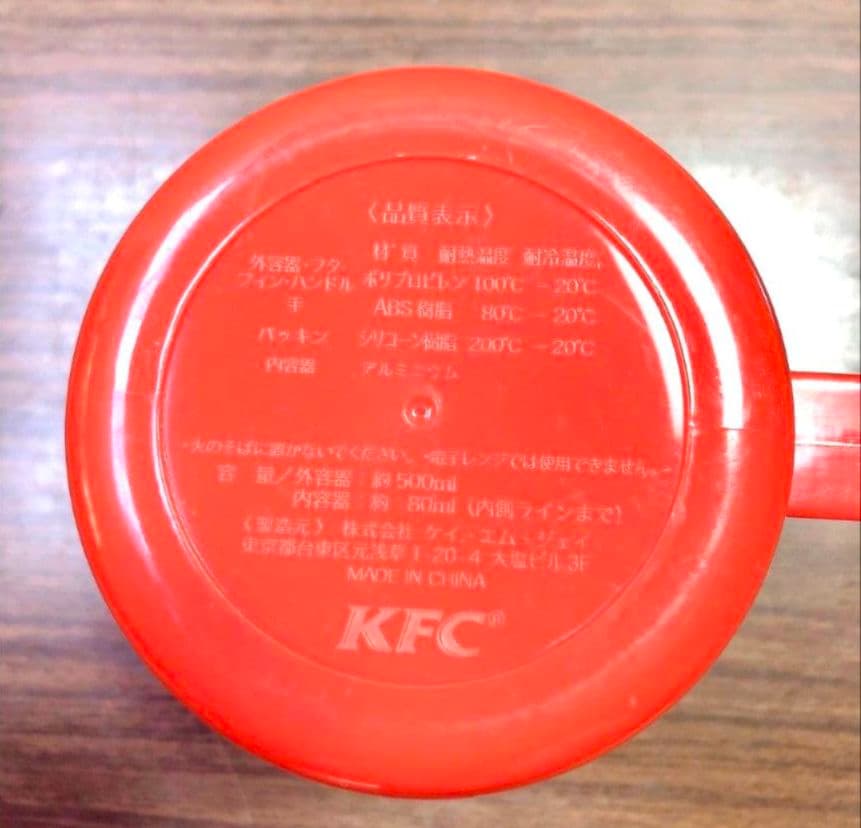 〈品質表示〉
材質 耐熱温度 耐冷温度
外容器・フタ・
フィン・ハンドル ポリプロピレン 100℃ −20℃
ABS樹脂 80℃ −20℃
パッキン シリコーン樹脂 200℃ −20℃
内容器 アルミニウム
・火のそばに置かないでください。・電子レンジでは使用できません。
容 量／外容器：約500ml
内容器：約 80ml（内側ラインまで）
《製造元》 株式会社 ケイ・エム・ジェイ
東京都台東区元浅草1-20-4 大塩ビル3F
MADE IN CHINA
KFC